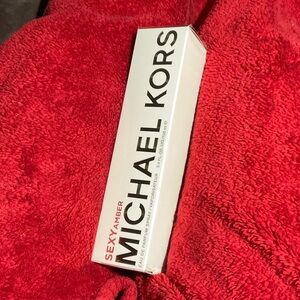 SEXY AMBER
MICHAEL KORS
EAU DE PARFUM SPRAY / VAPORISATEUR